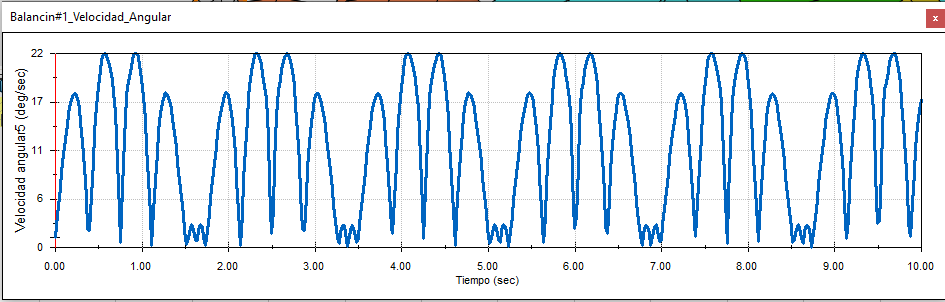 Balancin#1_Velocidad_Angular
x
Velocidad angular5 (deg/sec)
22
17
11
6
0
0.00 1.00 2.00 3.00 4.00 5.00 6.00 7.00 8.00 9.00 10.00
Tiempo (sec)